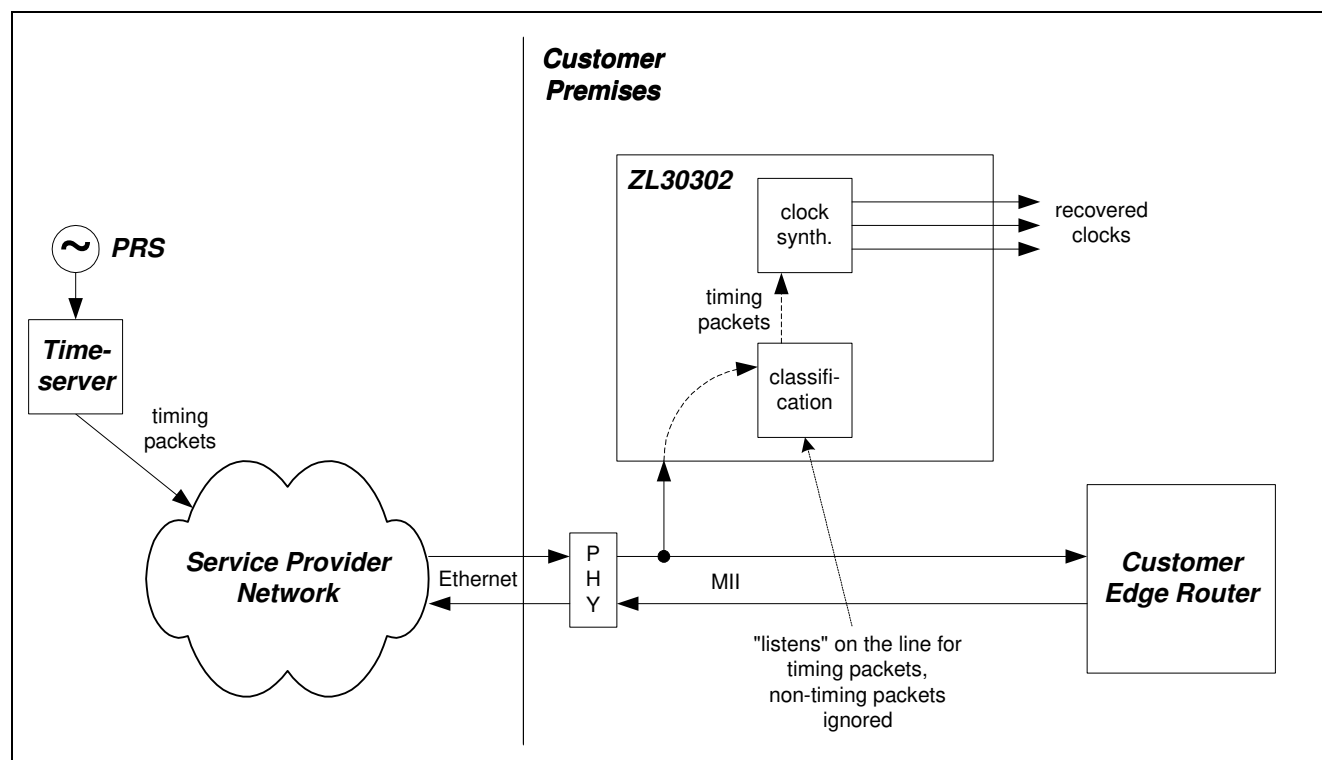 Customer
Premises
ZL30302
clock
synth.
recovered
clocks
~
PRS
timing
packets
Time-
server
classifi-
cation
timing
packets
Service Provider
Network
Ethernet
P
H
Y
MII
Customer
Edge Router
"listens" on the line for
timing packets,
non-timing packets
ignored